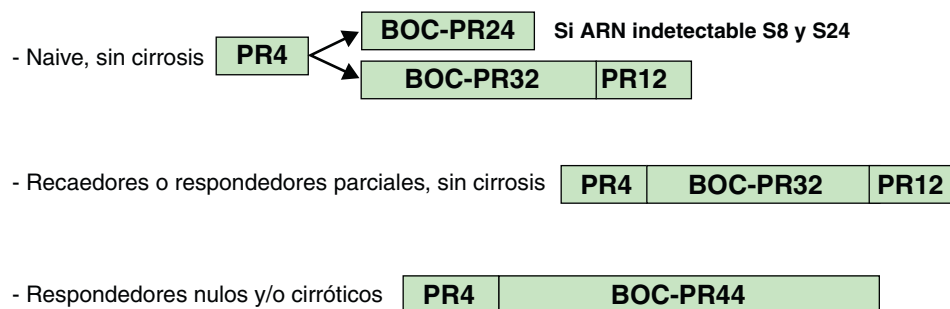 BOC-PR24 Si ARN indetectable S8 y S24
- Naive, sin cirrosis PR4
BOC-PR32 PR12
- Recaedores o respondedores parciales, sin cirrosis PR4 BOC-PR32 PR12
- Respondedores nulos y/o cirróticos PR4 BOC-PR44